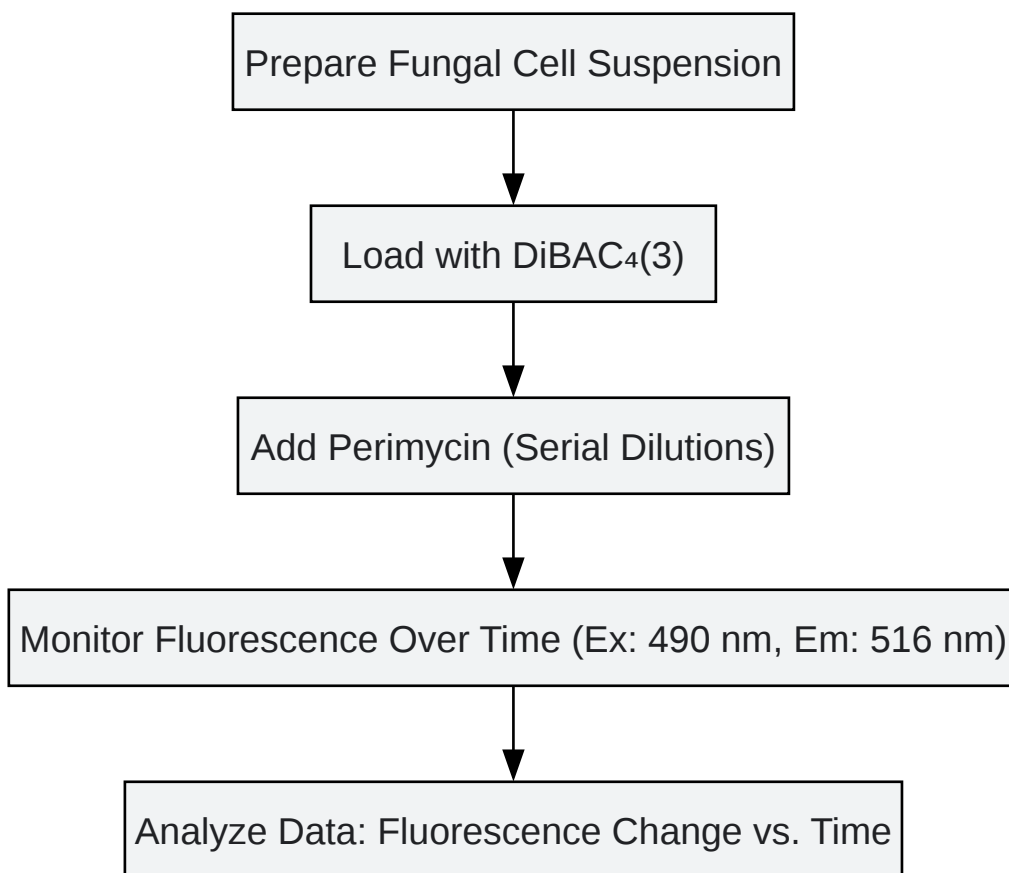 Prepare Fungal Cell Suspension
Load with DiBAC₄(3)
Add Perimycin (Serial Dilutions)
Monitor Fluorescence Over Time (Ex: 490 nm, Em: 516 nm)
Analyze Data: Fluorescence Change vs. Time